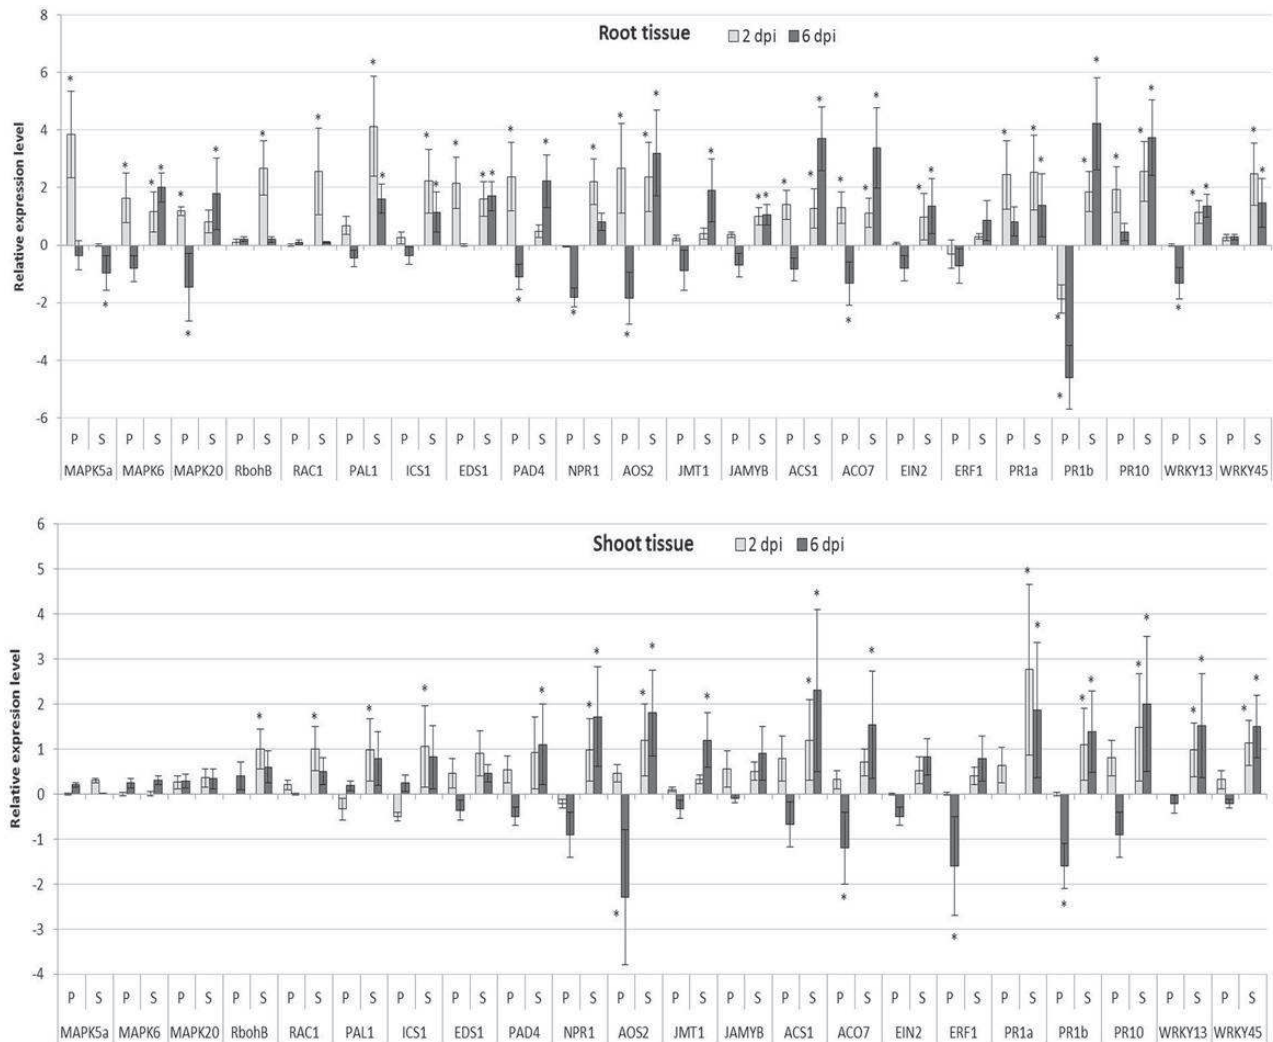 Root tissue 2 dpi 6 dpi
Relative expression level
8
6
4
2
0
-2
-4
-6
P S P S P S P S P S P S P S P S P S P S P S P S P S P S P S P S P S P S P S P S P S P S
MAPK5a MAPK6 MAPK20 RbohB RAC1 PAL1 ICS1 EDS1 PAD4 NPR1 AOS2 JMT1 JAMYB ACS1 ACO7 EIN2 ERF1 PR1a PR1b PR10 WRKY13 WRKY45
Shoot tissue 2 dpi 6 dpi
Relative expression level
6
5
4
3
2
1
0
-1
-2
-3
-4
P S P S P S P S P S P S P S P S P S P S P S P S P S P S P S P S P S P S P S P S P S P S
MAPK5a MAPK6 MAPK20 RbohB RAC1 PAL1 ICS1 EDS1 PAD4 NPR1 AOS2 JMT1 JAMYB ACS1 ACO7 EIN2 ERF1 PR1a PR1b PR10 WRKY13 WRKY45